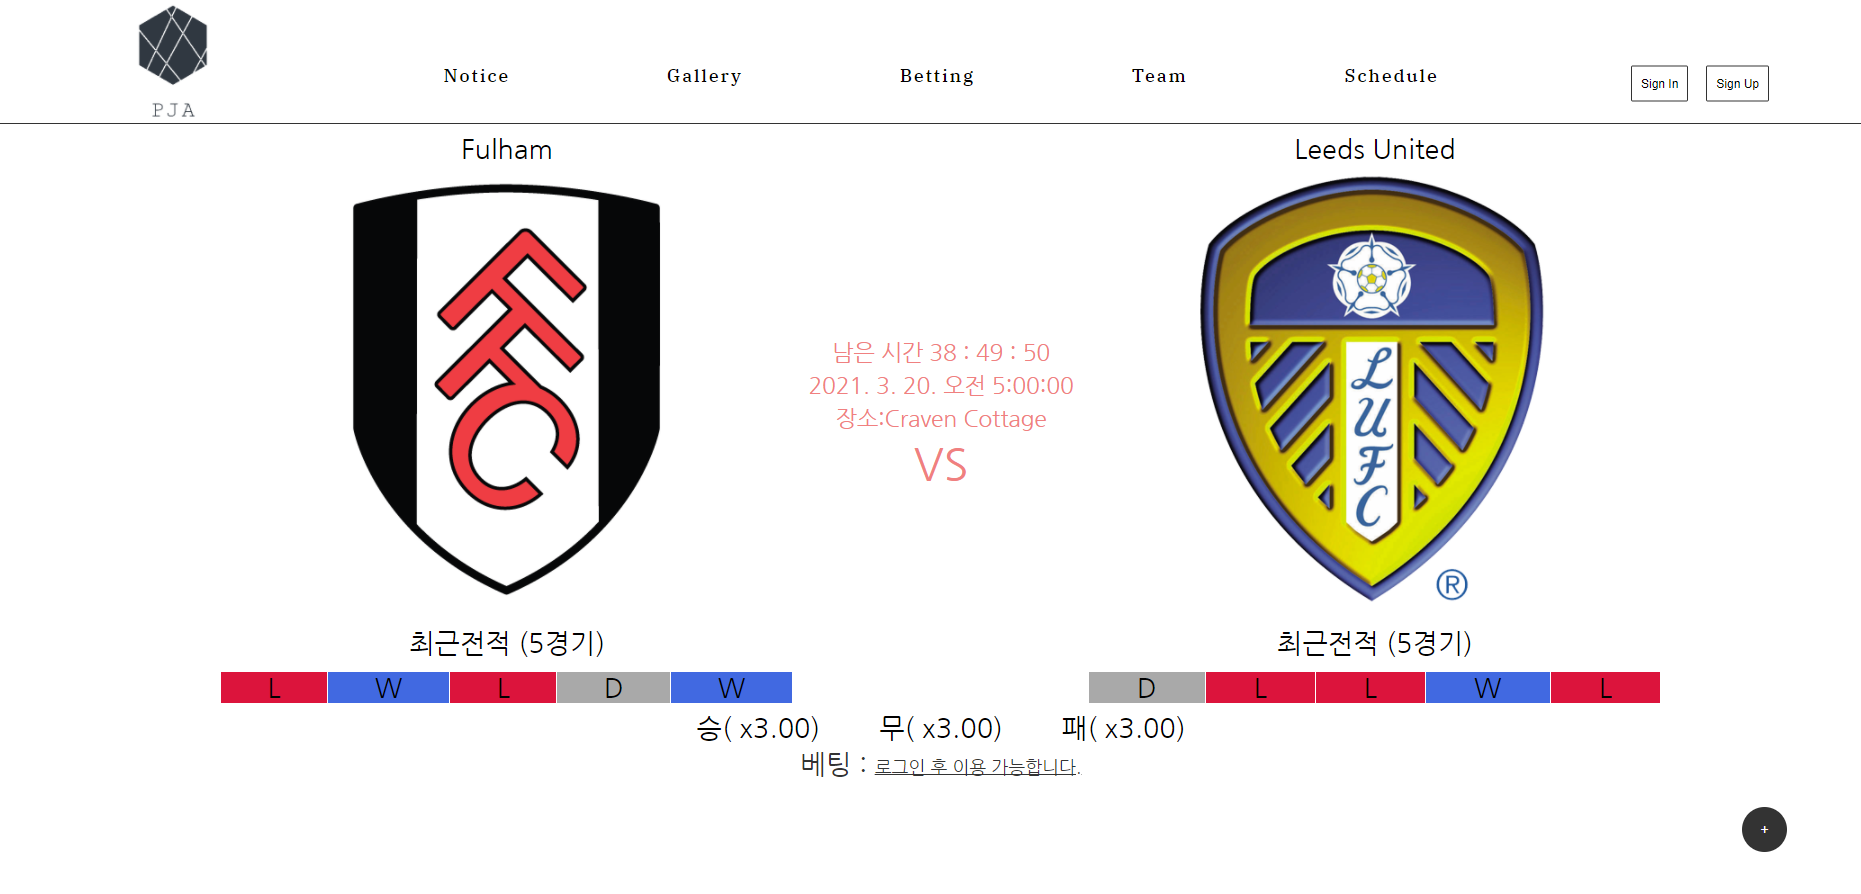 PJA
Notice Gallery Betting Team Schedule Sign In Sign Up
Fulham
Leeds United
FFC
LUFC
®
남은 시간 38 : 49 : 50
2021. 3. 20. 오전 5:00:00
장소:Craven Cottage
VS
최근전적 (5경기)
L W L D W
최근전적 (5경기)
D L L W L
승( x3.00) 무( x3.00) 패( x3.00)
베팅 : 로그인 후 이용 가능합니다.
+